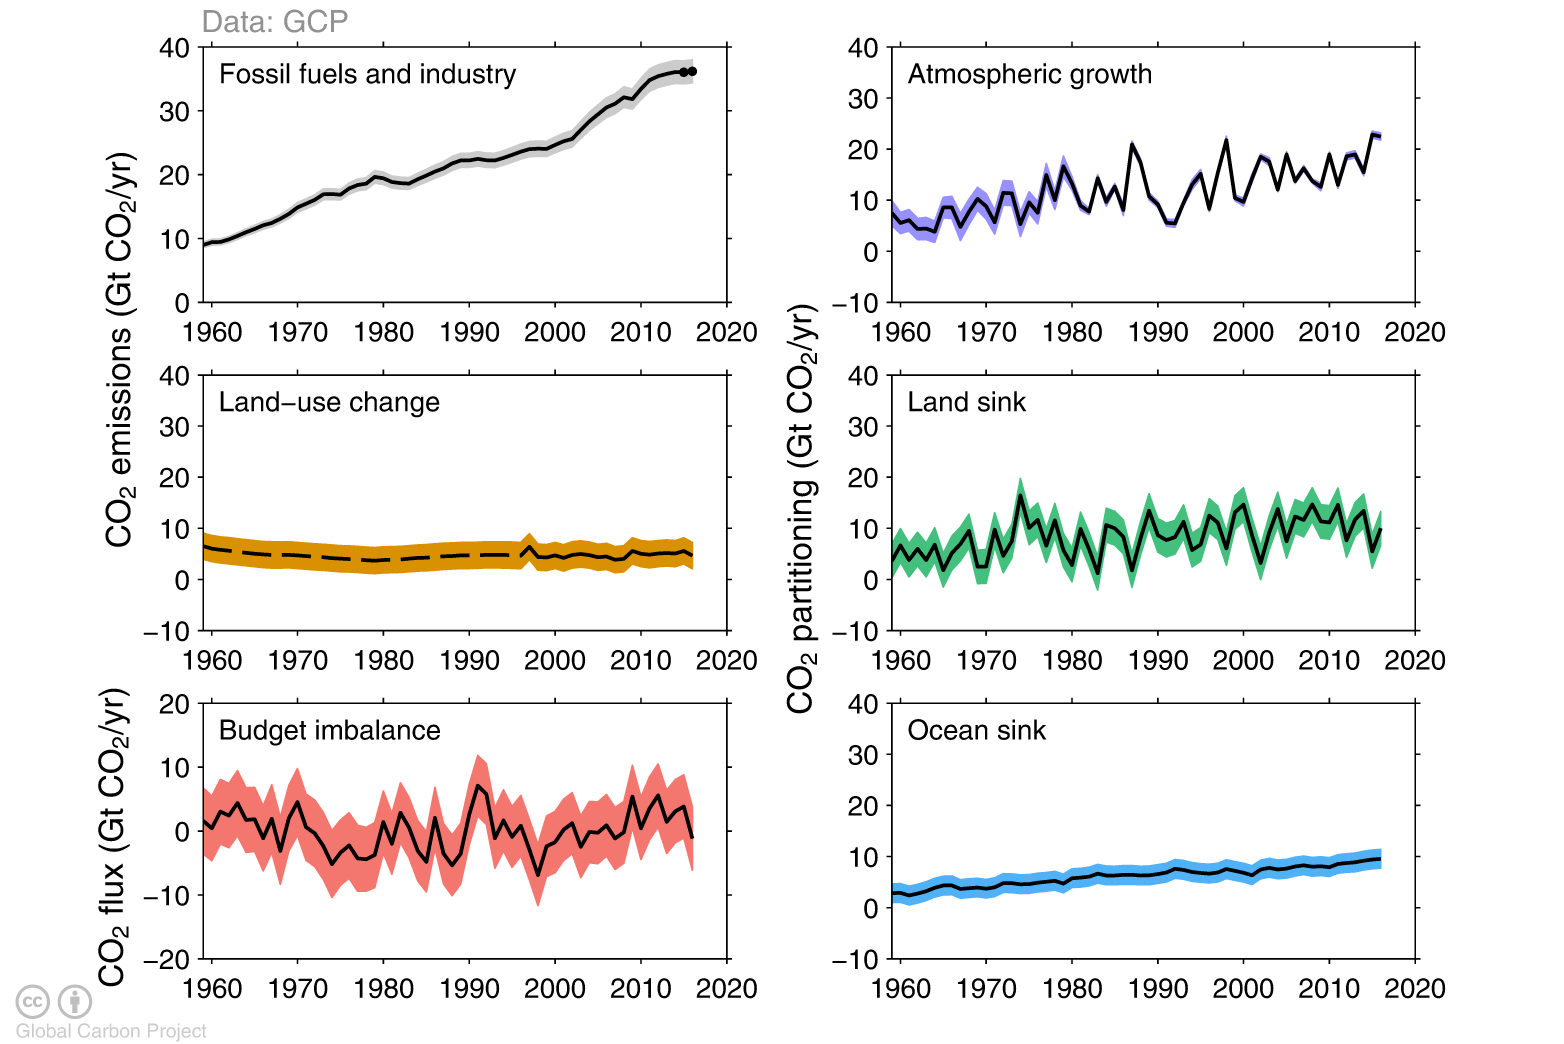 Data: GCP
CO₂ emissions (Gt CO₂/yr)
40
30
20
10
0
Fossil fuels and industry
1960 1970 1980 1990 2000 2010 2020
40
30
20
10
0
−10
Land−use change
1960 1970 1980 1990 2000 2010 2020
CO₂ flux (Gt CO₂/yr)
20
10
0
−10
−20
Budget imbalance
1960 1970 1980 1990 2000 2010 2020
CO₂ partitioning (Gt CO₂/yr)
40
30
20
10
0
−10
Atmospheric growth
1960 1970 1980 1990 2000 2010 2020
40
30
20
10
0
−10
Land sink
1960 1970 1980 1990 2000 2010 2020
40
30
20
10
0
−10
Ocean sink
1960 1970 1980 1990 2000 2010 2020
cc
Global Carbon Project